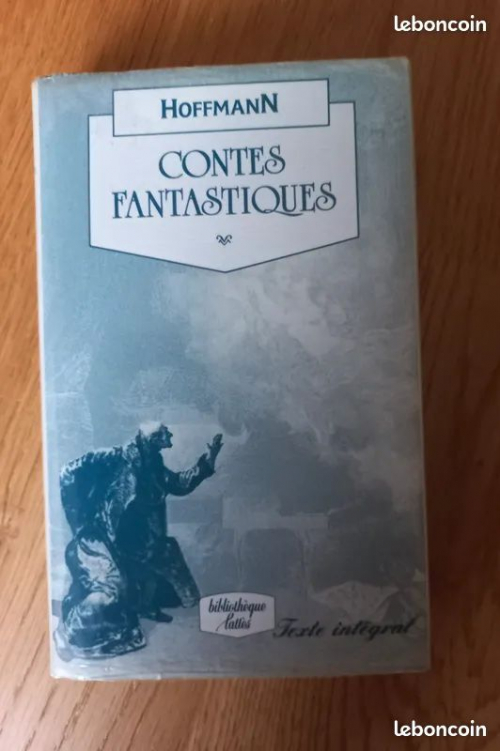 leboncoin
HOFFMANN
CONTES
FANTASTIQUES
bibliothèque
Lattès
Texte intégral
leboncoin